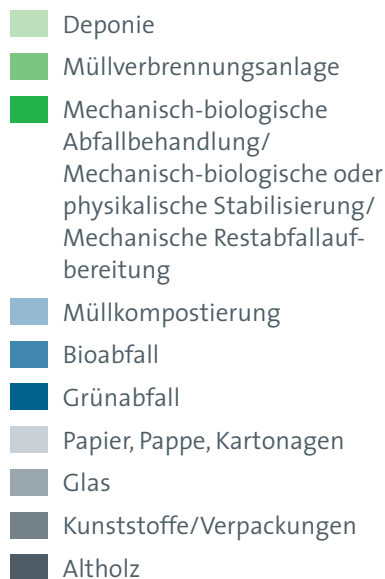 Deponie
Müllverbrennungsanlage
Mechanisch-biologische
Abfallbehandlung/
Mechanisch-biologische oder
physikalische Stabilisierung/
Mechanische Restabfallauf-
bereitung
Müllkompostierung
Bioabfall
Grünabfall
Papier, Pappe, Kartonagen
Glas
Kunststoffe/Verpackungen
Altholz